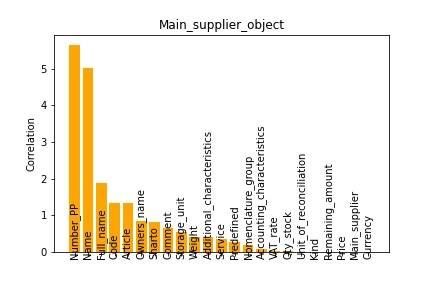 Main_supplier_object
Correlation
5
4
3
2
1
0
Number_PP
Name
Full_name
Code
Article
Owners_name
Sharto
Comment
Storage_unit
Weight
Additional_characteristics
Service
Predefined
Nomenclature_group
Accounting_characteristics
VAT_rate
Qty_stock
Unit_of_reconciliation
Kind
Remaining_amount
Price
Main_supplier
Currency